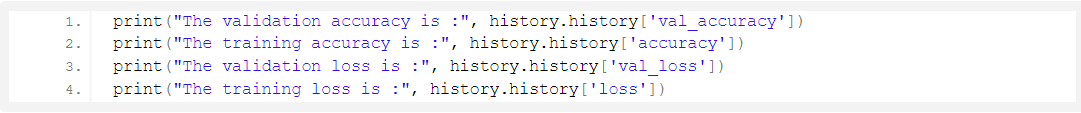 1. print("The validation accuracy is :", history.history['val_accuracy'])
2. print("The training accuracy is :", history.history['accuracy'])
3. print("The validation loss is :", history.history['val_loss'])
4. print("The training loss is :", history.history['loss'])